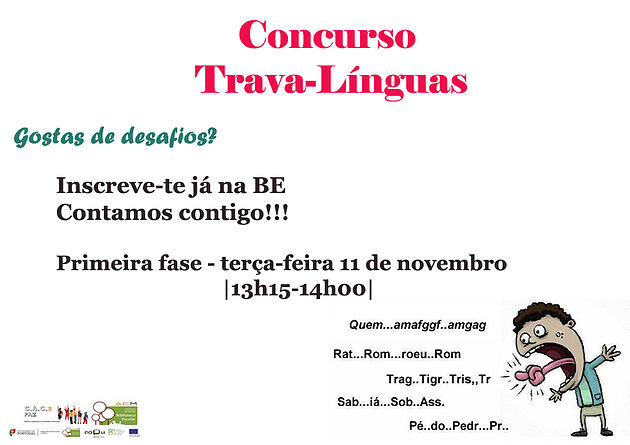 Concurso
Trava-Línguas
Gostas de desafios?
Inscreve-te já na BE
Contamos contigo!!!
Primeira fase - terça-feira 11 de novembro
|13h15-14h00|
Quem...amafggf..amgag
Rat...Rom...roeu..Rom
Trag..Tigr..Tris,,Tr
Sab...iá...Sob..Ass.
Pé..do..Pedr...Pr..